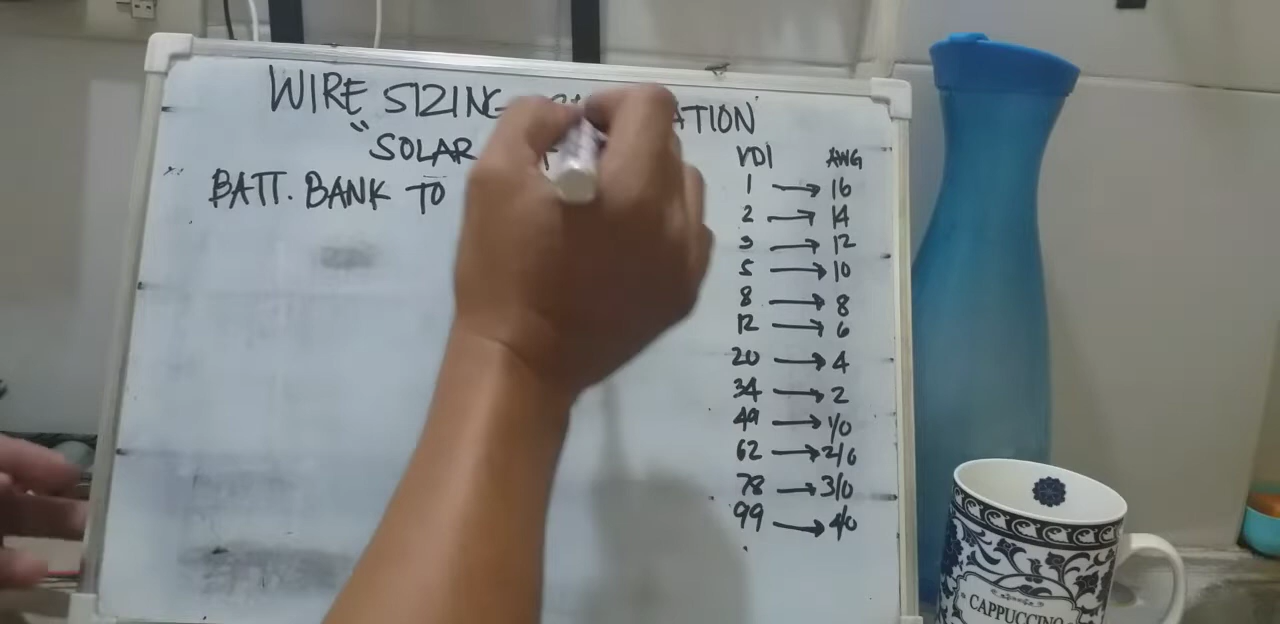 WIRE SIZING
"SOLAR
BATT. BANK TO
VDI AWG
1 → 16
2 → 14
3 → 12
5 → 10
8 → 8
12 → 6
20 → 4
34 → 2
49 → 1/0
62 → 2/0
78 → 3/0
99 → 4/0
CAPPUCCINO